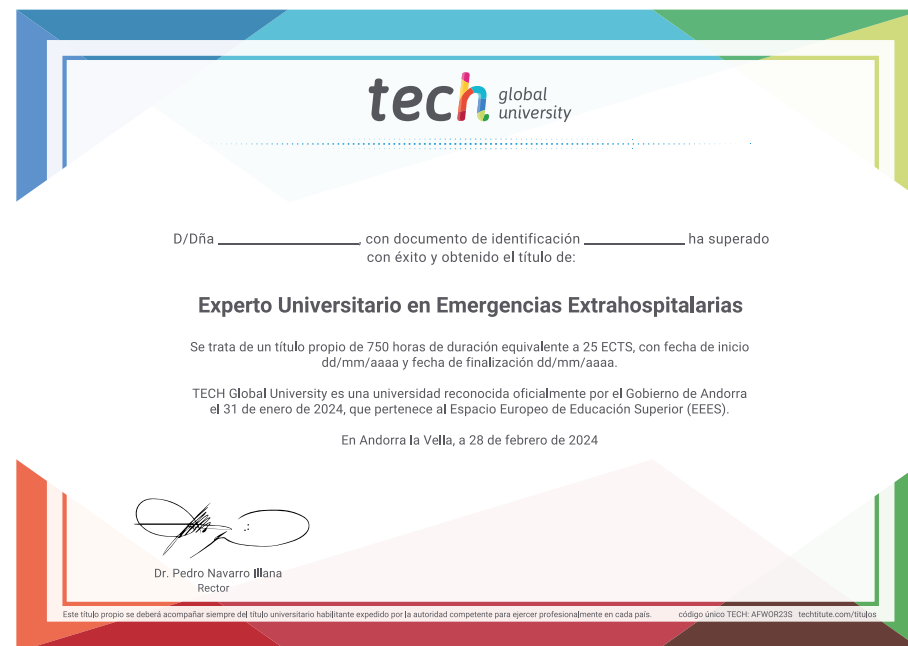 tech global university
D/Dña ____________________, con documento de identificación ______________ ha superado
con éxito y obtenido el título de:
Experto Universitario en Emergencias Extrahospitalarias
Se trata de un título propio de 750 horas de duración equivalente a 25 ECTS, con fecha de inicio
dd/mm/aaaa y fecha de finalización dd/mm/aaaa.
TECH Global University es una universidad reconocida oficialmente por el Gobierno de Andorra
el 31 de enero de 2024, que pertenece al Espacio Europeo de Educación Superior (EEES).
En Andorra la Vella, a 28 de febrero de 2024
Dr. Pedro Navarro Illana
Rector
Este título propio se deberá acompañar siempre del título universitario habilitante expedido por la autoridad competente para ejercer profesionalmente en cada país. código único TECH: AFWOR23S techtitute.com/titulos